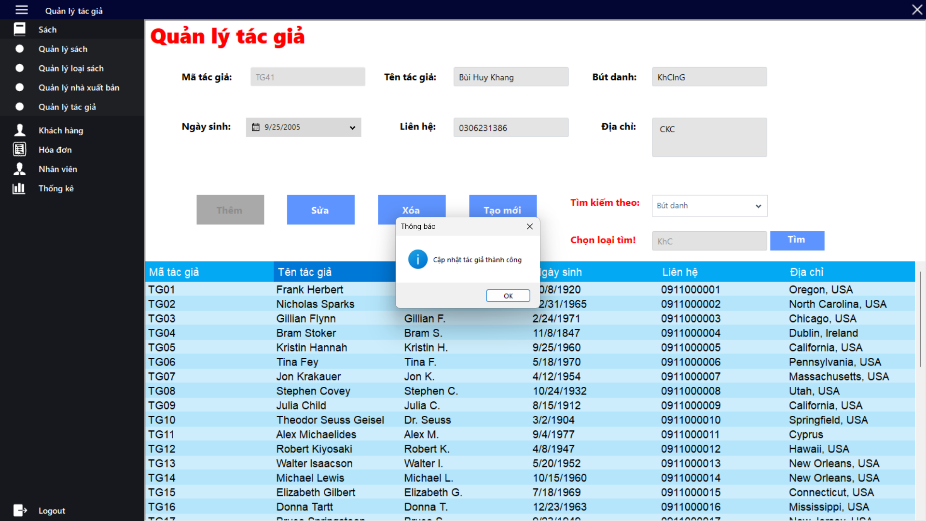 Quản lý tác giả
Sách
Quản lý sách
Quản lý loại sách
Quản lý nhà xuất bản
Quản lý tác giả
Khách hàng
Hóa đơn
Nhân viên
Thống kê
Logout
Quản lý tác giả
Mã tác giả: TG41 Tên tác giả: Bùi Huy Khang Bút danh: KhCInG
Ngày sinh: 9/25/2005 Liên hệ: 0306231386 Địa chỉ: CKC
Thêm Sửa Xóa Tạo mới
Tìm kiếm theo: Bút danh
Chọn loại tìm! KhC Tìm
Thông báo
Cập nhật tác giả thành công
OK
Mã tác giả Tên tác giả Ngày sinh Liên hệ Địa chỉ
TG01 Frank Herbert 0/8/1920 0911000001 Oregon, USA
TG02 Nicholas Sparks 2/31/1965 0911000002 North Carolina, USA
TG03 Gillian Flynn Gillian F. 2/24/1971 0911000003 Chicago, USA
TG04 Bram Stoker Bram S. 11/8/1847 0911000004 Dublin, Ireland
TG05 Kristin Hannah Kristin H. 9/25/1960 0911000005 California, USA
TG06 Tina Fey Tina F. 5/18/1970 0911000006 Pennsylvania, USA
TG07 Jon Krakauer Jon K. 4/12/1954 0911000007 Massachusetts, USA
TG08 Stephen Covey Stephen C. 10/24/1932 0911000008 Utah, USA
TG09 Julia Child Julia C. 8/15/1912 0911000009 California, USA
TG10 Theodor Seuss Geisel Dr. Seuss 3/2/1904 0911000010 Springfield, USA
TG11 Alex Michaelides Alex M. 9/4/1977 0911000011 Cyprus
TG12 Robert Kiyosaki Robert K. 4/8/1947 0911000012 Hawaii, USA
TG13 Walter Isaacson Walter I. 5/20/1952 0911000013 New Orleans, USA
TG14 Michael Lewis Michael L. 10/15/1960 0911000014 New Orleans, USA
TG15 Elizabeth Gilbert Elizabeth G. 7/18/1969 0911000015 Connecticut, USA
TG16 Donna Tartt Donna T. 12/23/1963 0911000016 Mississippi, USA